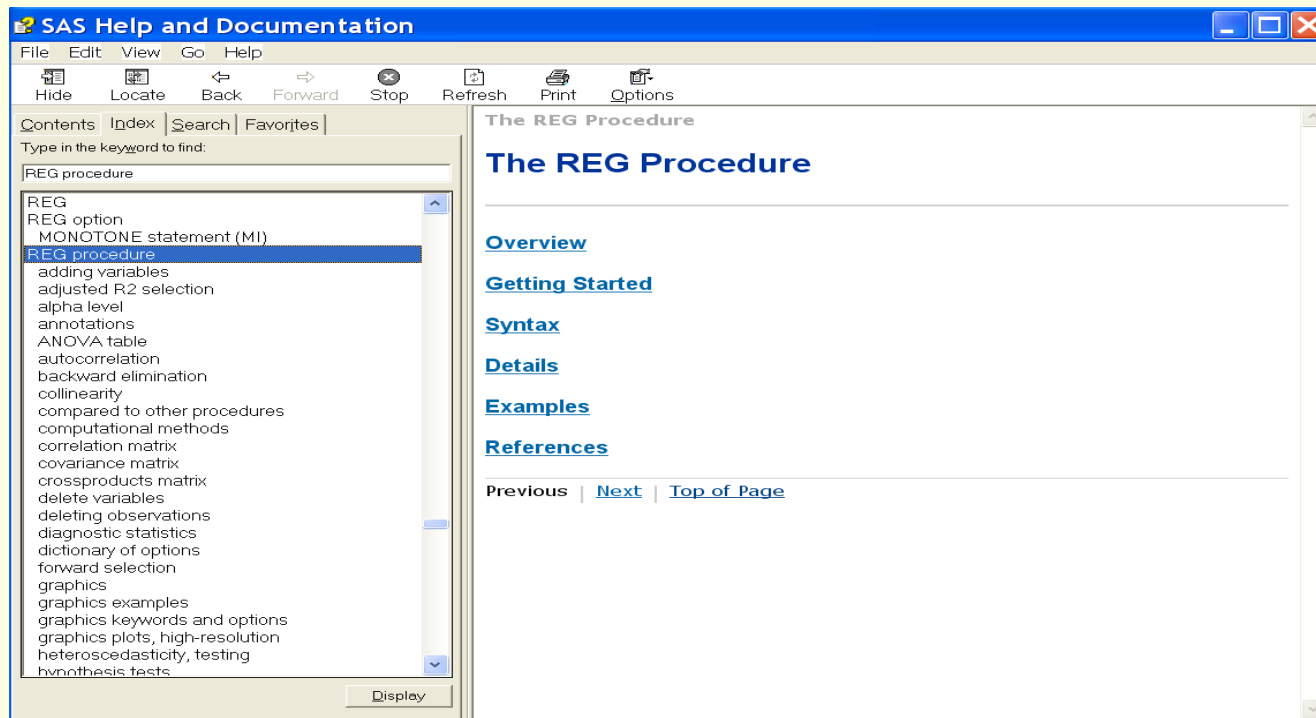 SAS Help and Documentation
File Edit View Go Help
Hide Locate Back Forward Stop Refresh Print Options
Contents Index Search Favorites
Type in the keyword to find:
REG procedure
REG
REG option
MONOTONE statement (MI)
REG procedure
adding variables
adjusted R2 selection
alpha level
annotations
ANOVA table
autocorrelation
backward elimination
collinearity
compared to other procedures
computational methods
correlation matrix
covariance matrix
crossproducts matrix
delete variables
deleting observations
diagnostic statistics
dictionary of options
forward selection
graphics
graphics examples
graphics keywords and options
graphics plots, high-resolution
heteroscedasticity, testing
hypothesis tests
Display
The REG Procedure
The REG Procedure
Overview
Getting Started
Syntax
Details
Examples
References
Previous | Next | Top of Page